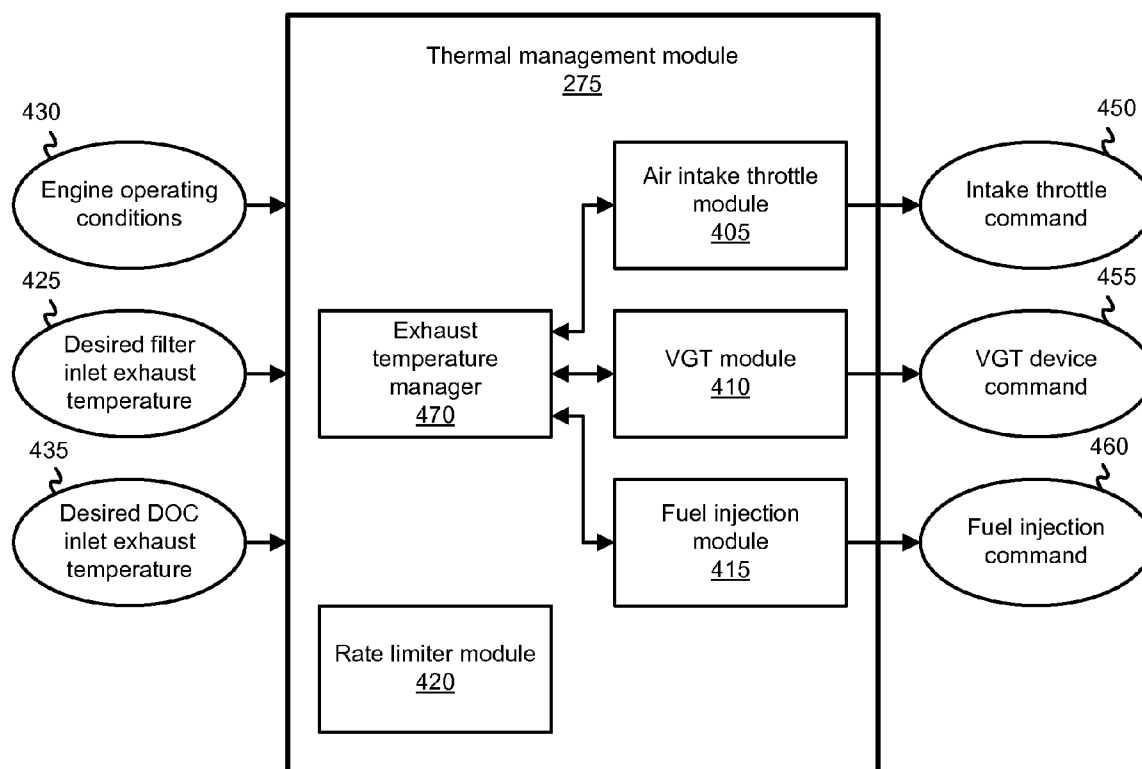 Thermal management module
275
430
Engine operating
conditions
425
Desired filter
inlet exhaust
temperature
435
Desired DOC
inlet exhaust
temperature
Exhaust
temperature
manager
470
Rate limiter module
420
Air intake throttle
module
405
VGT module
410
Fuel injection
module
415
450
Intake throttle
command
455
VGT device
command
460
Fuel injection
command